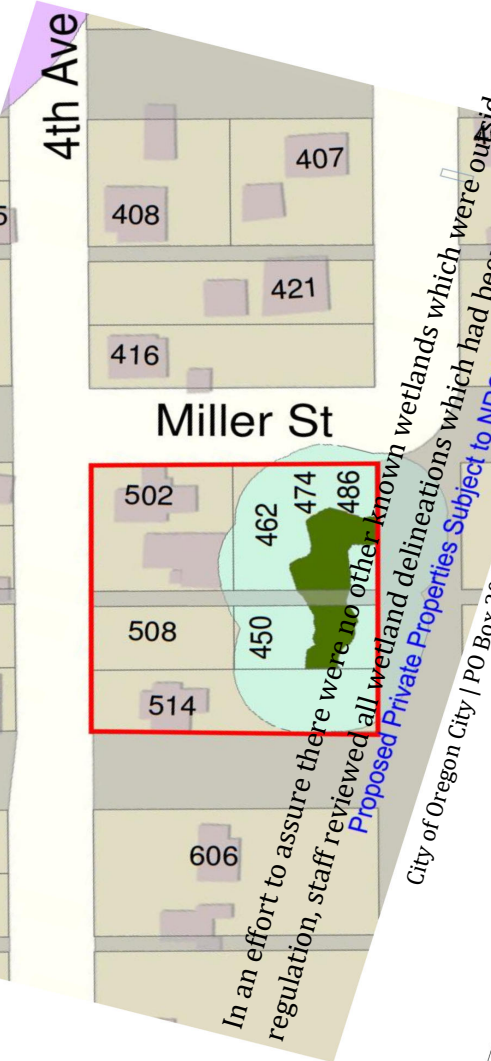 4th Ave
407
408
421
416
Miller St
502
462
474
486
508
450
514
606
In an effort to assure there were no other known wetlands which were outsid
regulation, staff reviewed all wetland delineations which had bee
Proposed Private Properties Subject to NRO
City of Oregon City | PO Box